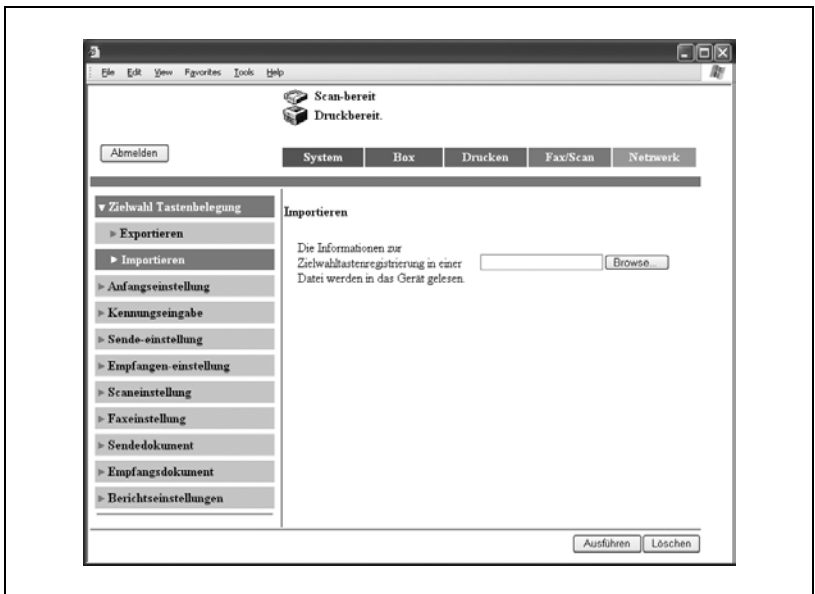 File Edit View Favorites Tools Help
Scan-bereit
Druckbereit.
Abmelden
System Box Drucken Fax/Scan Netzwerk
Zielwahl Tastenbelegung
Exportieren
Importieren
Anfangseinstellung
Kennungseingabe
Sende-einstellung
Empfangen-einstellung
Scaneinstellung
Faxeinstellung
Sendedokument
Empfangsdokument
Berichtseinstellungen
Importieren
Die Informationen zur
Zielwahltastenregistrierung in einer
Datei werden in das Gerät gelesen.
Browse...
Ausführen Löschen